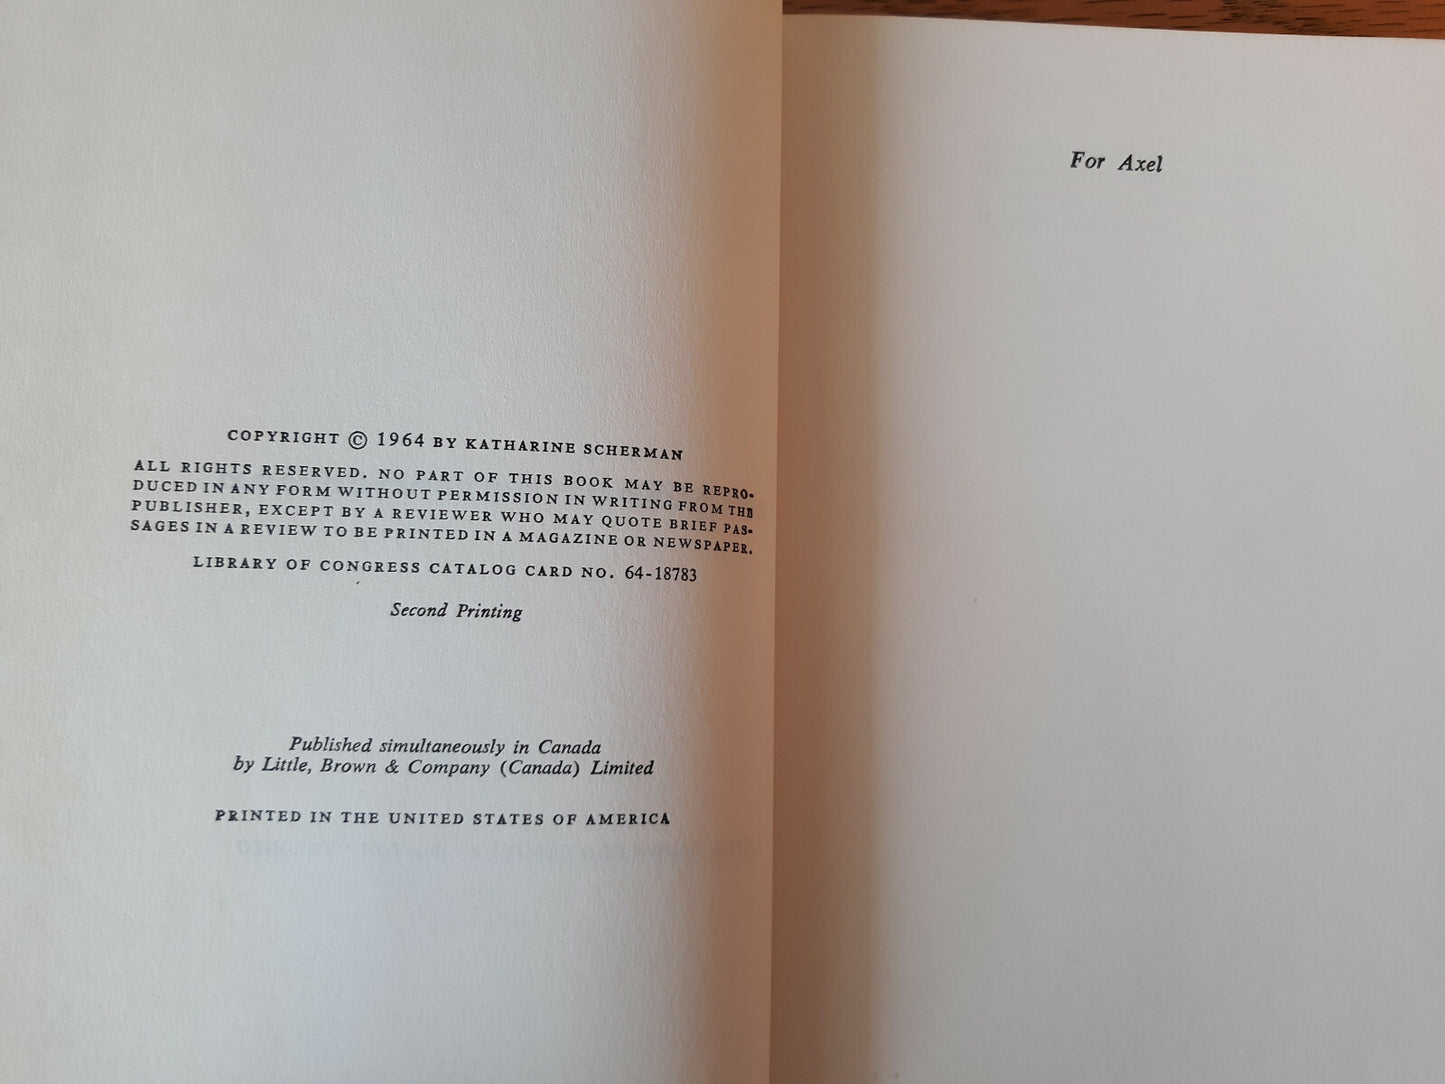 COPYRIGHT © 1964 BY KATHARINE SCHERMAN
ALL RIGHTS RESERVED. NO PART OF THIS BOOK MAY BE REPRO-
DUCED IN ANY FORM WITHOUT PERMISSION IN WRITING FROM THE
PUBLISHER, EXCEPT BY A REVIEWER WHO MAY QUOTE BRIEF PAS-
SAGES IN A REVIEW TO BE PRINTED IN A MAGAZINE OR NEWSPAPER.
LIBRARY OF CONGRESS CATALOG CARD NO. 64-18783
Second Printing
Published simultaneously in Canada
by Little, Brown & Company (Canada) Limited
PRINTED IN THE UNITED STATES OF AMERICA
For Axel